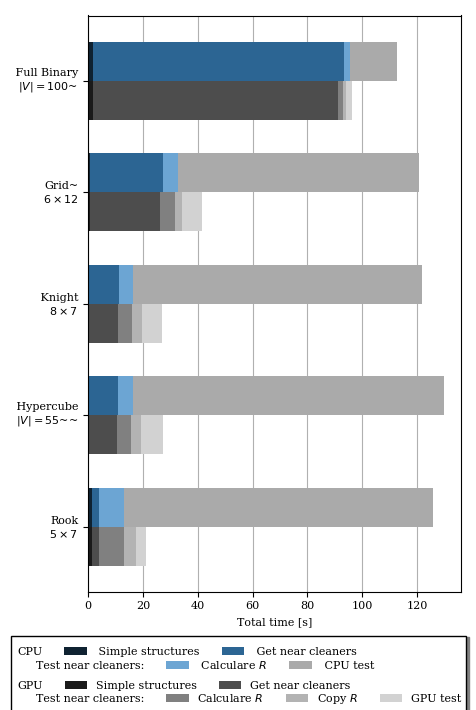 Full Binary
|V| = 100~
Grid~
6 × 12
Knight
8 × 7
Hypercube
|V| = 55~~
Rook
5 × 7
0 20 40 60 80 100 120
Total time [s]
CPU Simple structures Get near cleaners
Test near cleaners: Calculare R CPU test
GPU Simple structures Get near cleaners
Test near cleaners: Calculare R Copy R GPU test